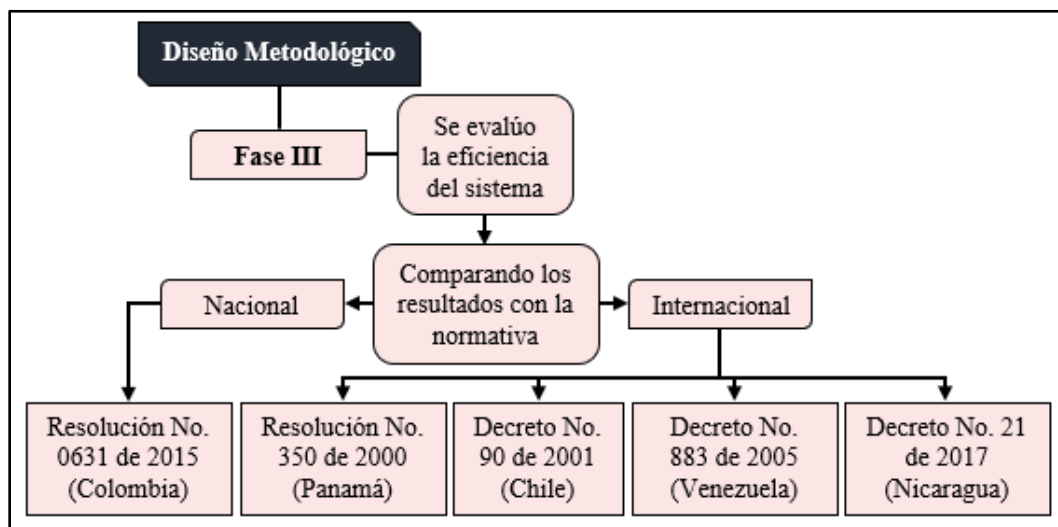 Diseño Metodológico
Fase III
Se evalúo
la eficiencia
del sistema
Comparando los
resultados con la
normativa
Nacional
Internacional
Resolución No.
0631 de 2015
(Colombia)
Resolución No.
350 de 2000
(Panamá)
Decreto No.
90 de 2001
(Chile)
Decreto No.
883 de 2005
(Venezuela)
Decreto No. 21
de 2017
(Nicaragua)